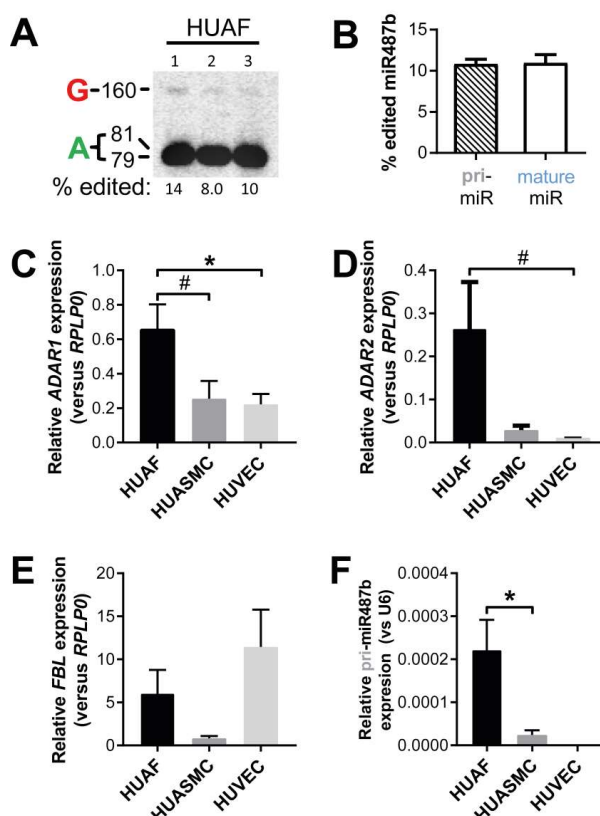 A
HUAF
1 2 3
G 160
A 81
79
% edited: 14 8.0 10
B
% edited miR487b
15
10
5
0
pri-
miR
mature
miR
C
Relative ADAR1 expression
(versus RPLP0)
1.0
0.8
0.6
0.4
0.2
0.0
*
#
HUAF
HUASMC
HUVEC
D
Relative ADAR2 expression
(versus RPLP0)
0.4
0.3
0.2
0.1
0.0
#
HUAF
HUASMC
HUVEC
E
Relative FBL expression
(versus RPLP0)
20
15
10
5
0
HUAF
HUASMC
HUVEC
F
Relative pri-miR487b
expresion (vs U6)
0.0004
0.0003
0.0002
0.0001
0.0000
*
HUAF
HUASMC
HUVEC